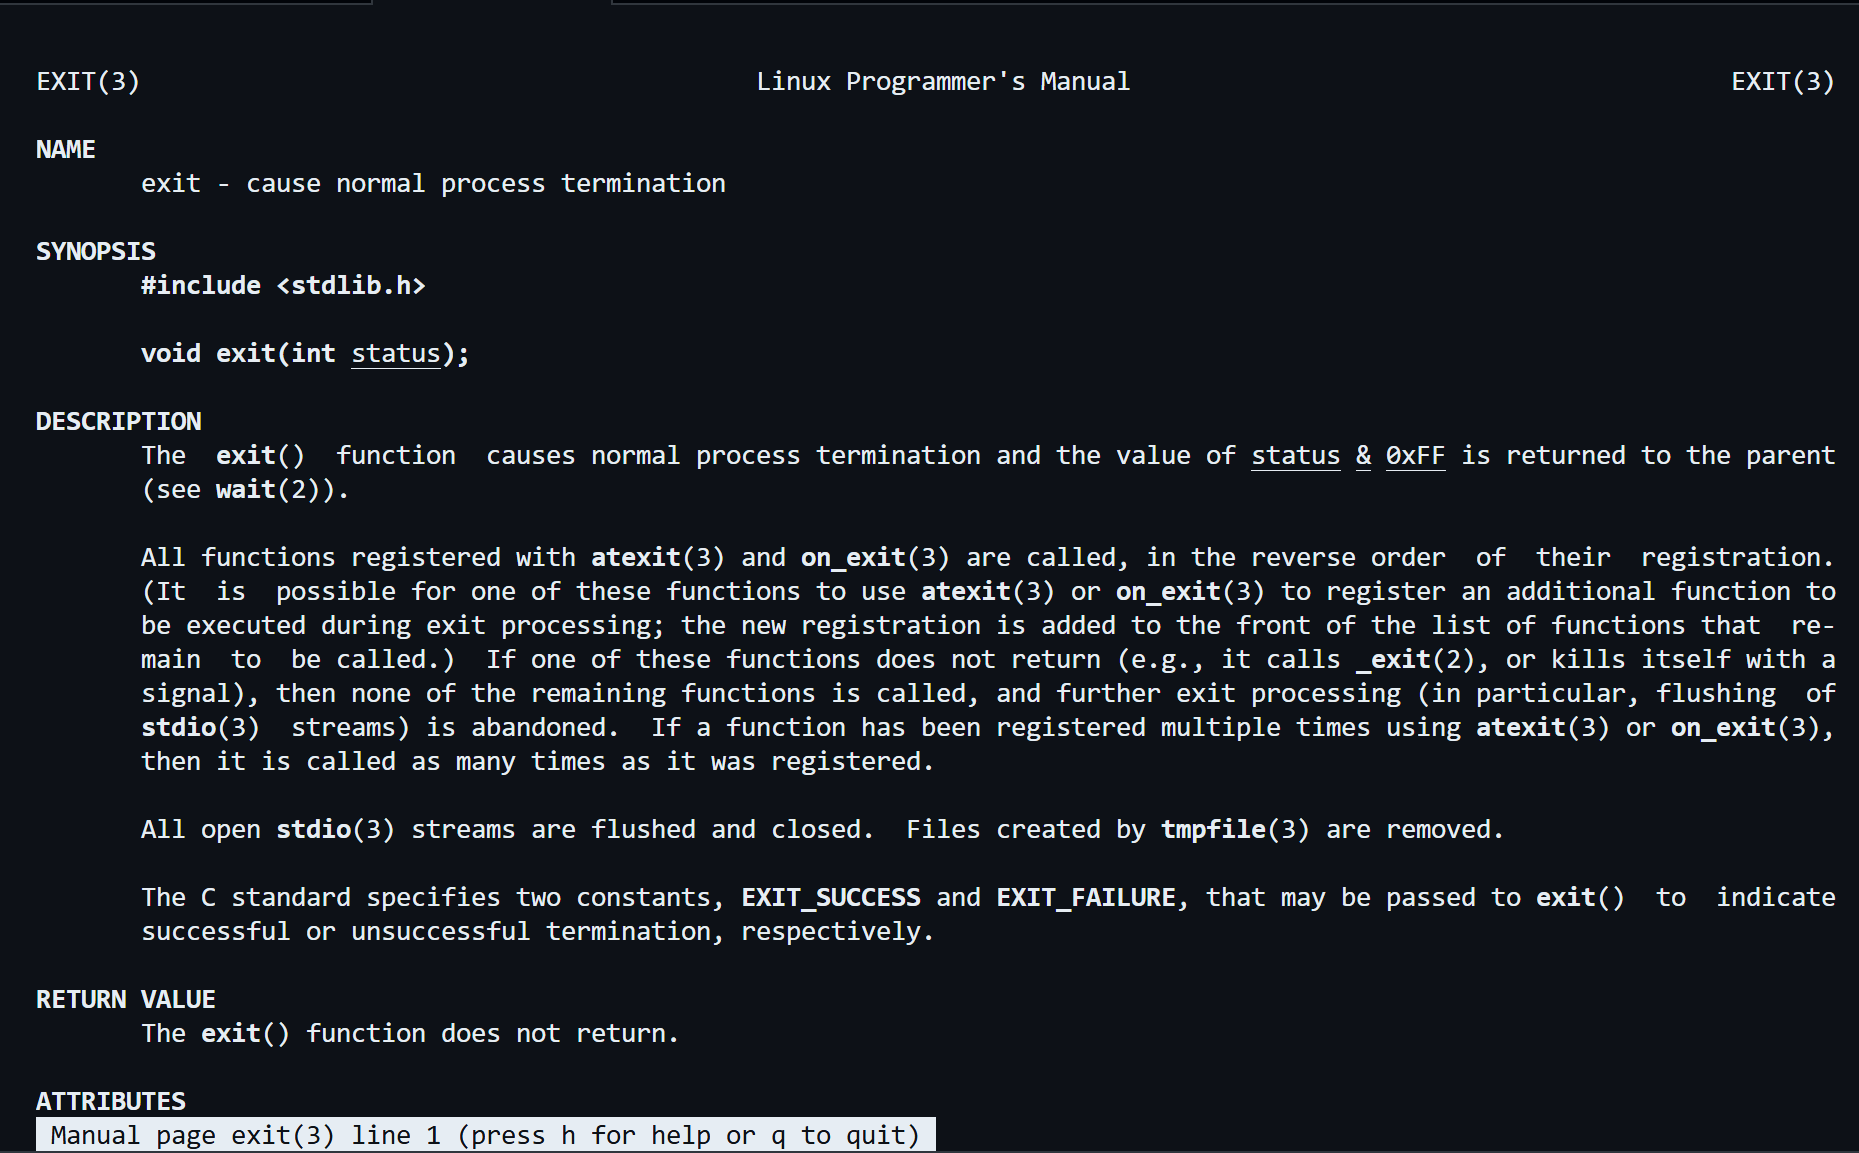 EXIT(3) Linux Programmer's Manual EXIT(3)
NAME
exit - cause normal process termination
SYNOPSIS
#include <stdlib.h>
void exit(int status);
DESCRIPTION
The exit() function causes normal process termination and the value of status & 0xFF is returned to the parent
(see wait(2)).
All functions registered with atexit(3) and on_exit(3) are called, in the reverse order of their registration.
(It is possible for one of these functions to use atexit(3) or on_exit(3) to register an additional function to
be executed during exit processing; the new registration is added to the front of the list of functions that re-
main to be called.) If one of these functions does not return (e.g., it calls _exit(2), or kills itself with a
signal), then none of the remaining functions is called, and further exit processing (in particular, flushing of
stdio(3) streams) is abandoned. If a function has been registered multiple times using atexit(3) or on_exit(3),
then it is called as many times as it was registered.
All open stdio(3) streams are flushed and closed. Files created by tmpfile(3) are removed.
The C standard specifies two constants, EXIT_SUCCESS and EXIT_FAILURE, that may be passed to exit() to indicate
successful or unsuccessful termination, respectively.
RETURN VALUE
The exit() function does not return.
ATTRIBUTES
Manual page exit(3) line 1 (press h for help or q to quit)